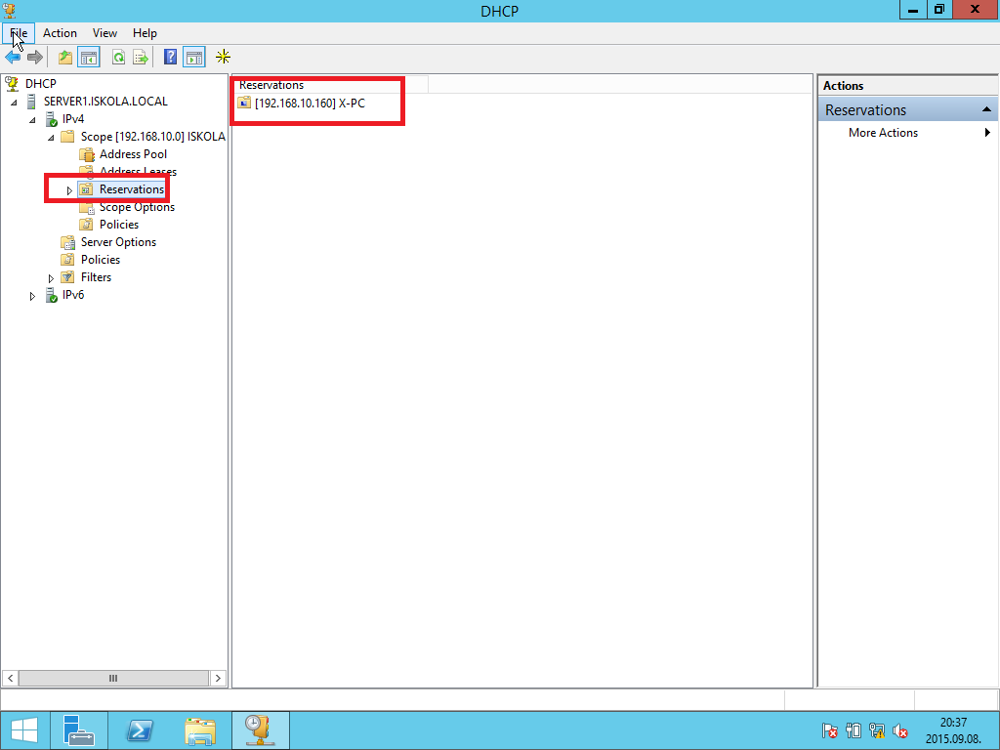 DHCP
File Action View Help
DHCP
SERVER1.ISKOLA.LOCAL
IPv4
Scope [192.168.10.0] ISKOLA
Address Pool
Address Leases
Reservations
Scope Options
Policies
Server Options
Policies
Filters
IPv6
Reservations
[192.168.10.160] X-PC
Actions
Reservations
More Actions
20:37
2015.09.08.